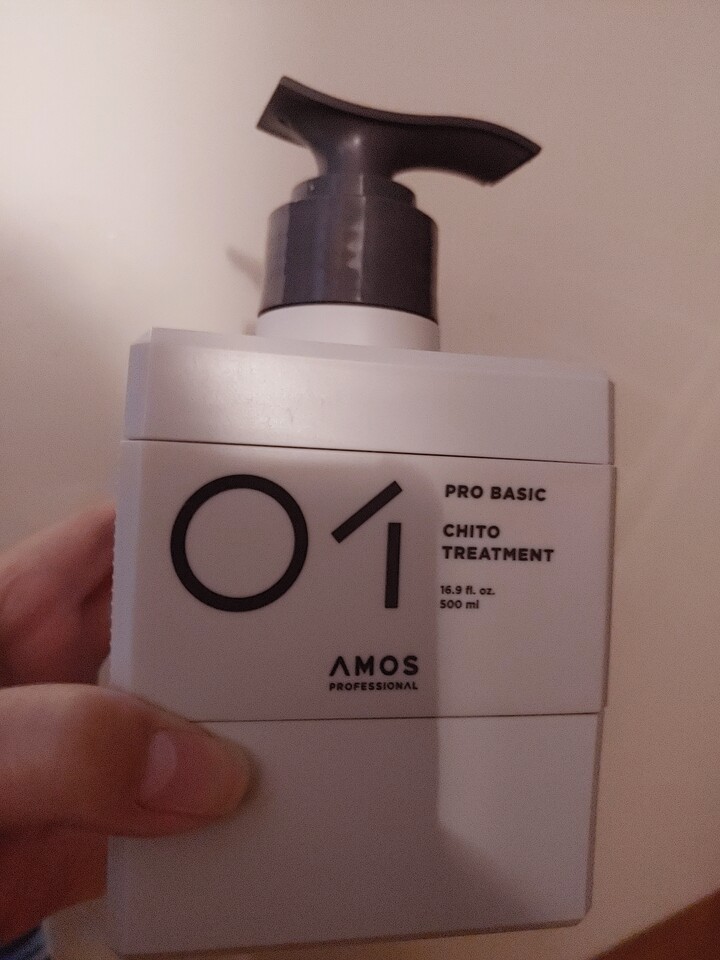 01
PRO BASIC
CHITO
TREATMENT
16.9 fl. oz.
500 ml
AMOS
PROFESSIONAL